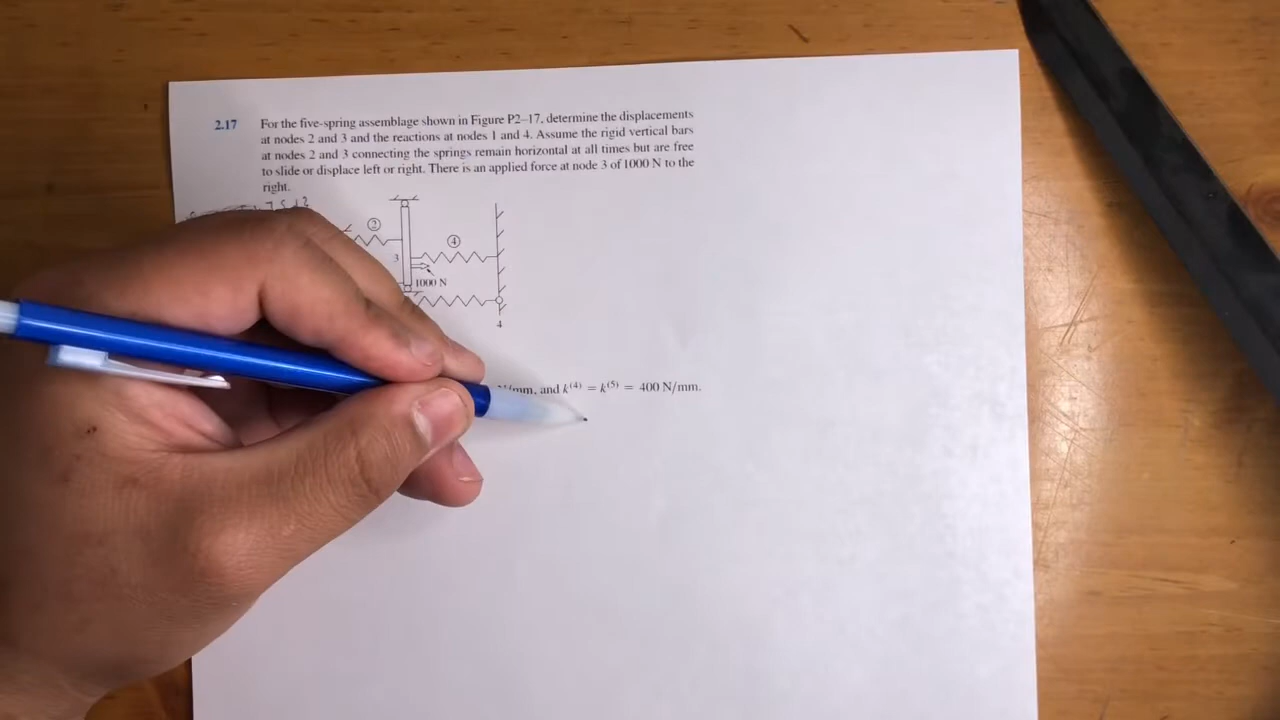 2.17 For the five-spring assemblage shown in Figure P2–17, determine the displacements
at nodes 2 and 3 and the reactions at nodes 1 and 4. Assume the rigid vertical bars
at nodes 2 and 3 connecting the springs remain horizontal at all times but are free
to slide or displace left or right. There is an applied force at node 3 of 1000 N to the
right.
2
4
3
1000 N
4
/mm, and k(4) = k(5) = 400 N/mm.